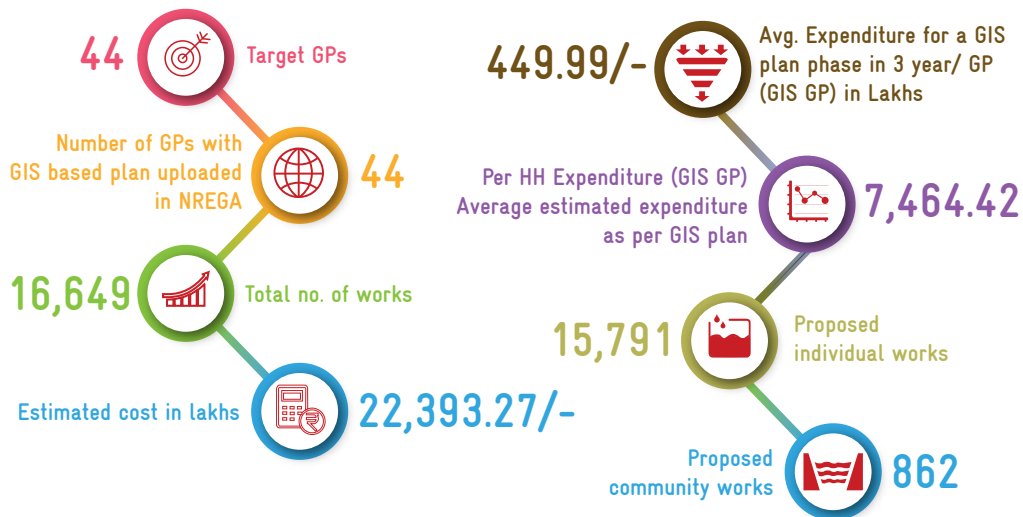 44
Target GPs
Number of GPs with
GIS based plan uploaded
in NREGA
44
16,649
Total no. of works
Estimated cost in lakhs
22,393.27/-
449.99/-
Avg. Expenditure for a GIS
plan phase in 3 year/ GP
(GIS GP) in Lakhs
Per HH Expenditure (GIS GP)
Average estimated expenditure
as per GIS plan
7,464.42
15,791
Proposed
individual works
Proposed
community works
862